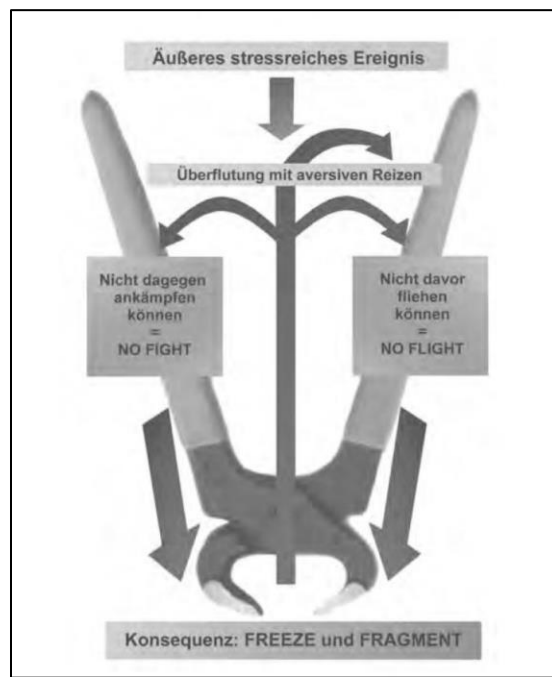 Äußeres stressreiches Ereignis
Überflutung mit aversiven Reizen
Nicht dagegen
ankämpfen
können
=
NO FIGHT
Nicht davor
fliehen
können
=
NO FLIGHT
Konsequenz: FREEZE und FRAGMENT